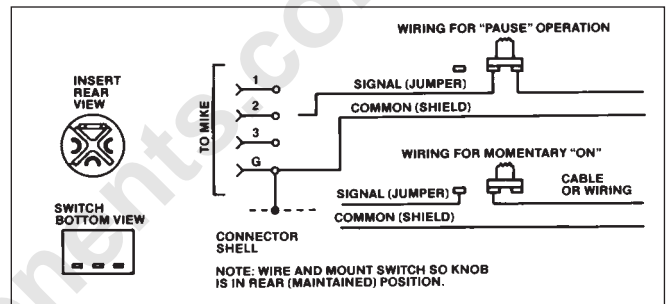 WIRING FOR "PAUSE" OPERATION
INSERT
REAR
VIEW
TO MIKE
1
2
3
G
SIGNAL (JUMPER)
COMMON (SHIELD)
WIRING FOR MOMENTARY "ON"
CABLE
OR WIRING
SIGNAL (JUMPER)
COMMON (SHIELD)
SWITCH
BOTTOM VIEW
CONNECTOR
SHELL
NOTE: WIRE AND MOUNT SWITCH SO KNOB
IS IN REAR (MAINTAINED) POSITION.